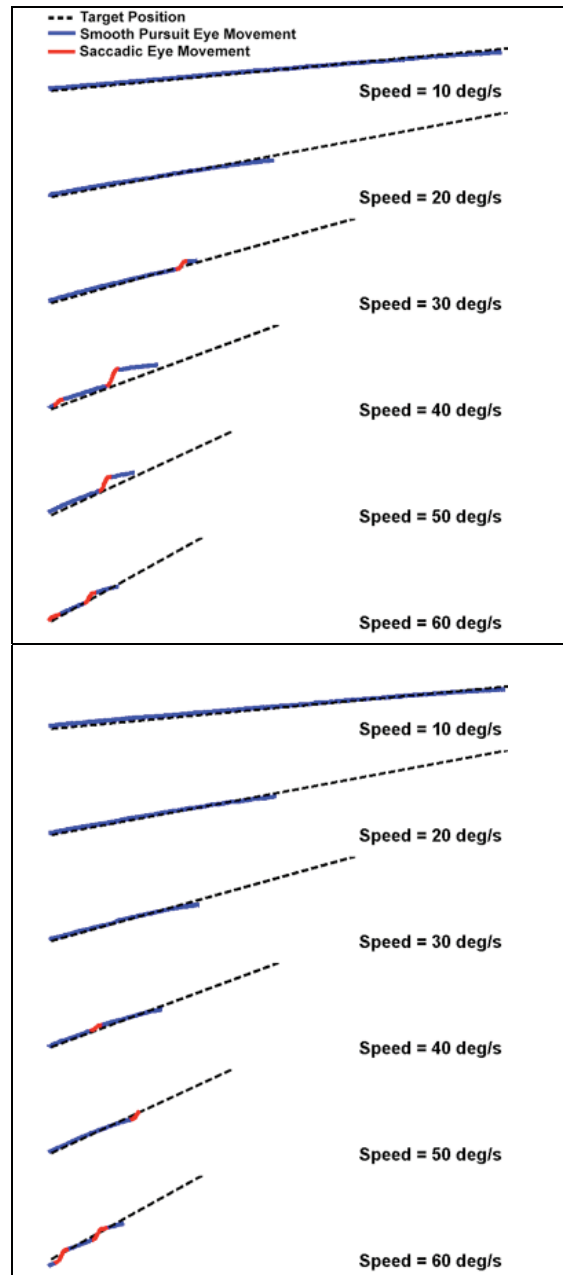 Target Position
Smooth Pursuit Eye Movement
Saccadic Eye Movement
Speed = 10 deg/s
Speed = 20 deg/s
Speed = 30 deg/s
Speed = 40 deg/s
Speed = 50 deg/s
Speed = 60 deg/s
Speed = 10 deg/s
Speed = 20 deg/s
Speed = 30 deg/s
Speed = 40 deg/s
Speed = 50 deg/s
Speed = 60 deg/s